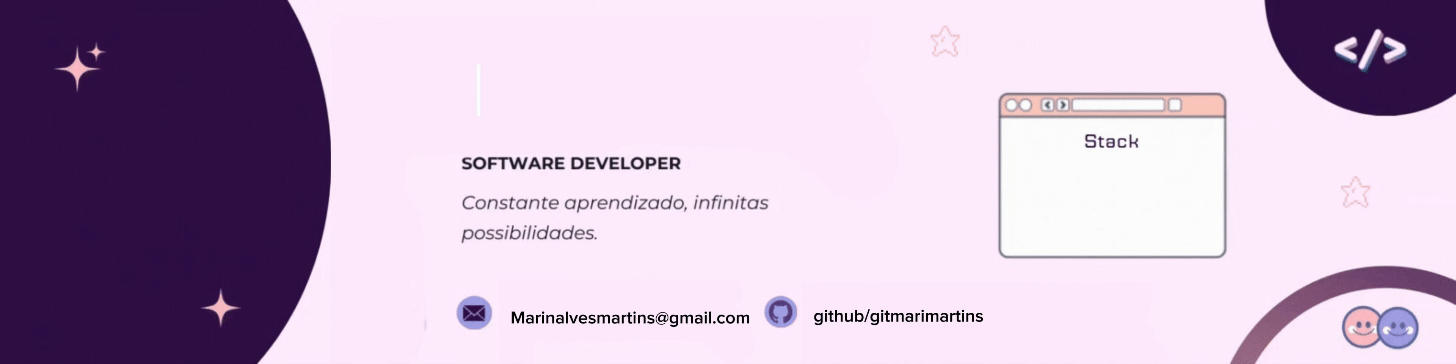 </>
Stack
SOFTWARE DEVELOPER
Constante aprendizado, infinitas
possibilidades.
Marinalvesmartins@gmail.com
github/gitmarimartins